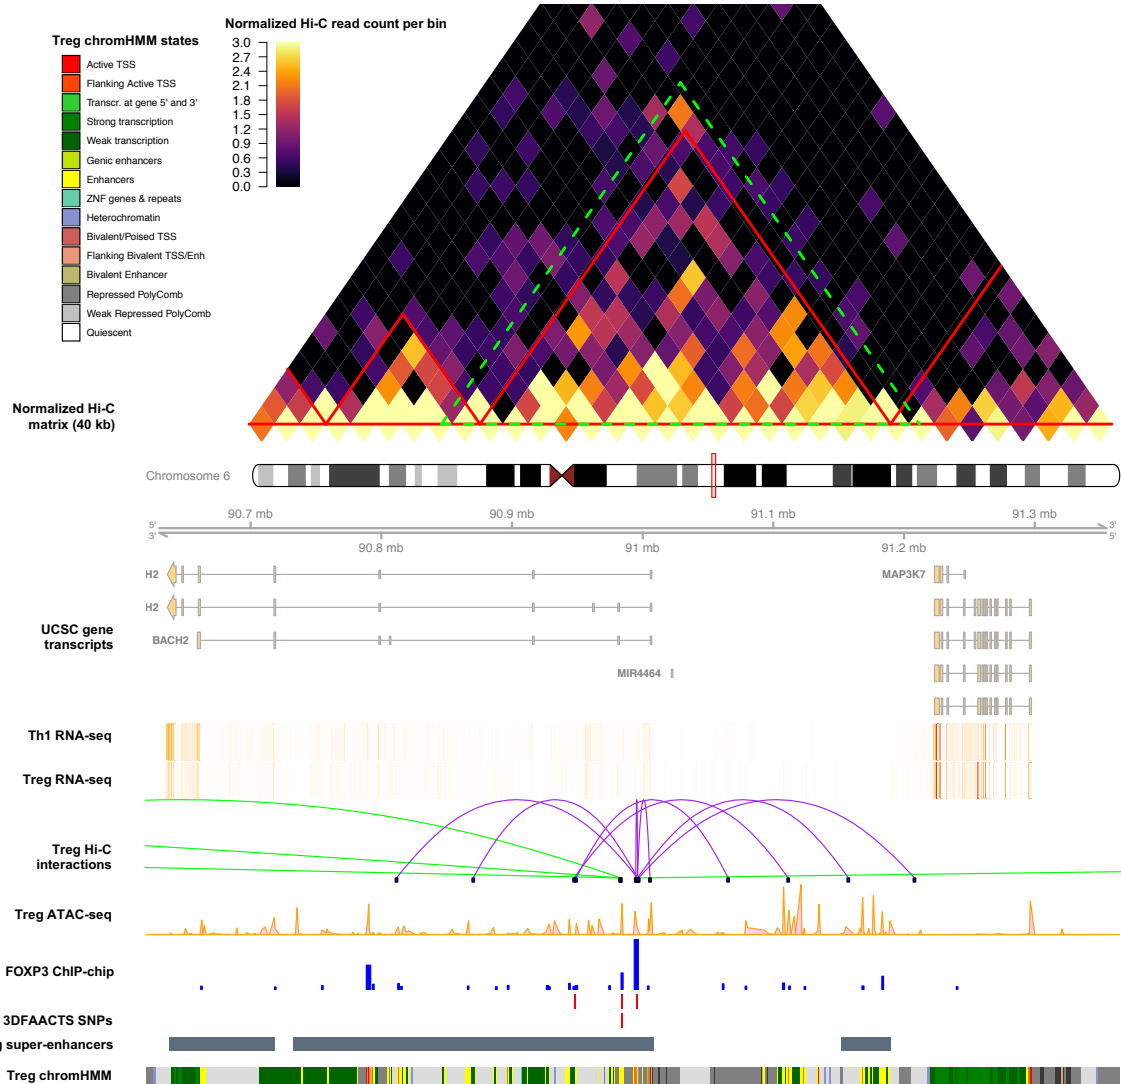 Normalized Hi-C read count per bin
3.0
2.7
2.4
2.1
1.8
1.5
1.2
0.9
0.6
0.3
0.0
Treg chromHMM states
Active TSS
Flanking Active TSS
Transcr. at gene 5' and 3'
Strong transcription
Weak transcription
Genic enhancers
Enhancers
ZNF genes & repeats
Heterochromatin
Bivalent/Poised TSS
Flanking Bivalent TSS/Enh
Bivalent Enhancer
Repressed PolyComb
Weak Repressed PolyComb
Quiescent
Normalized Hi-C
matrix (40 kb)
Chromosome 6
90.7 mb 90.9 mb 91.1 mb 91.3 mb
5' 3'
3' 5'
90.8 mb 91 mb 91.2 mb
H2 MAP3K7
H2
UCSC gene
transcripts
BACH2
MIR4464
Th1 RNA-seq
Treg RNA-seq
Treg Hi-C
interactions
Treg ATAC-seq
FOXP3 ChIP-chip
3DFAACTS SNPs
g super-enhancers
Treg chromHMM